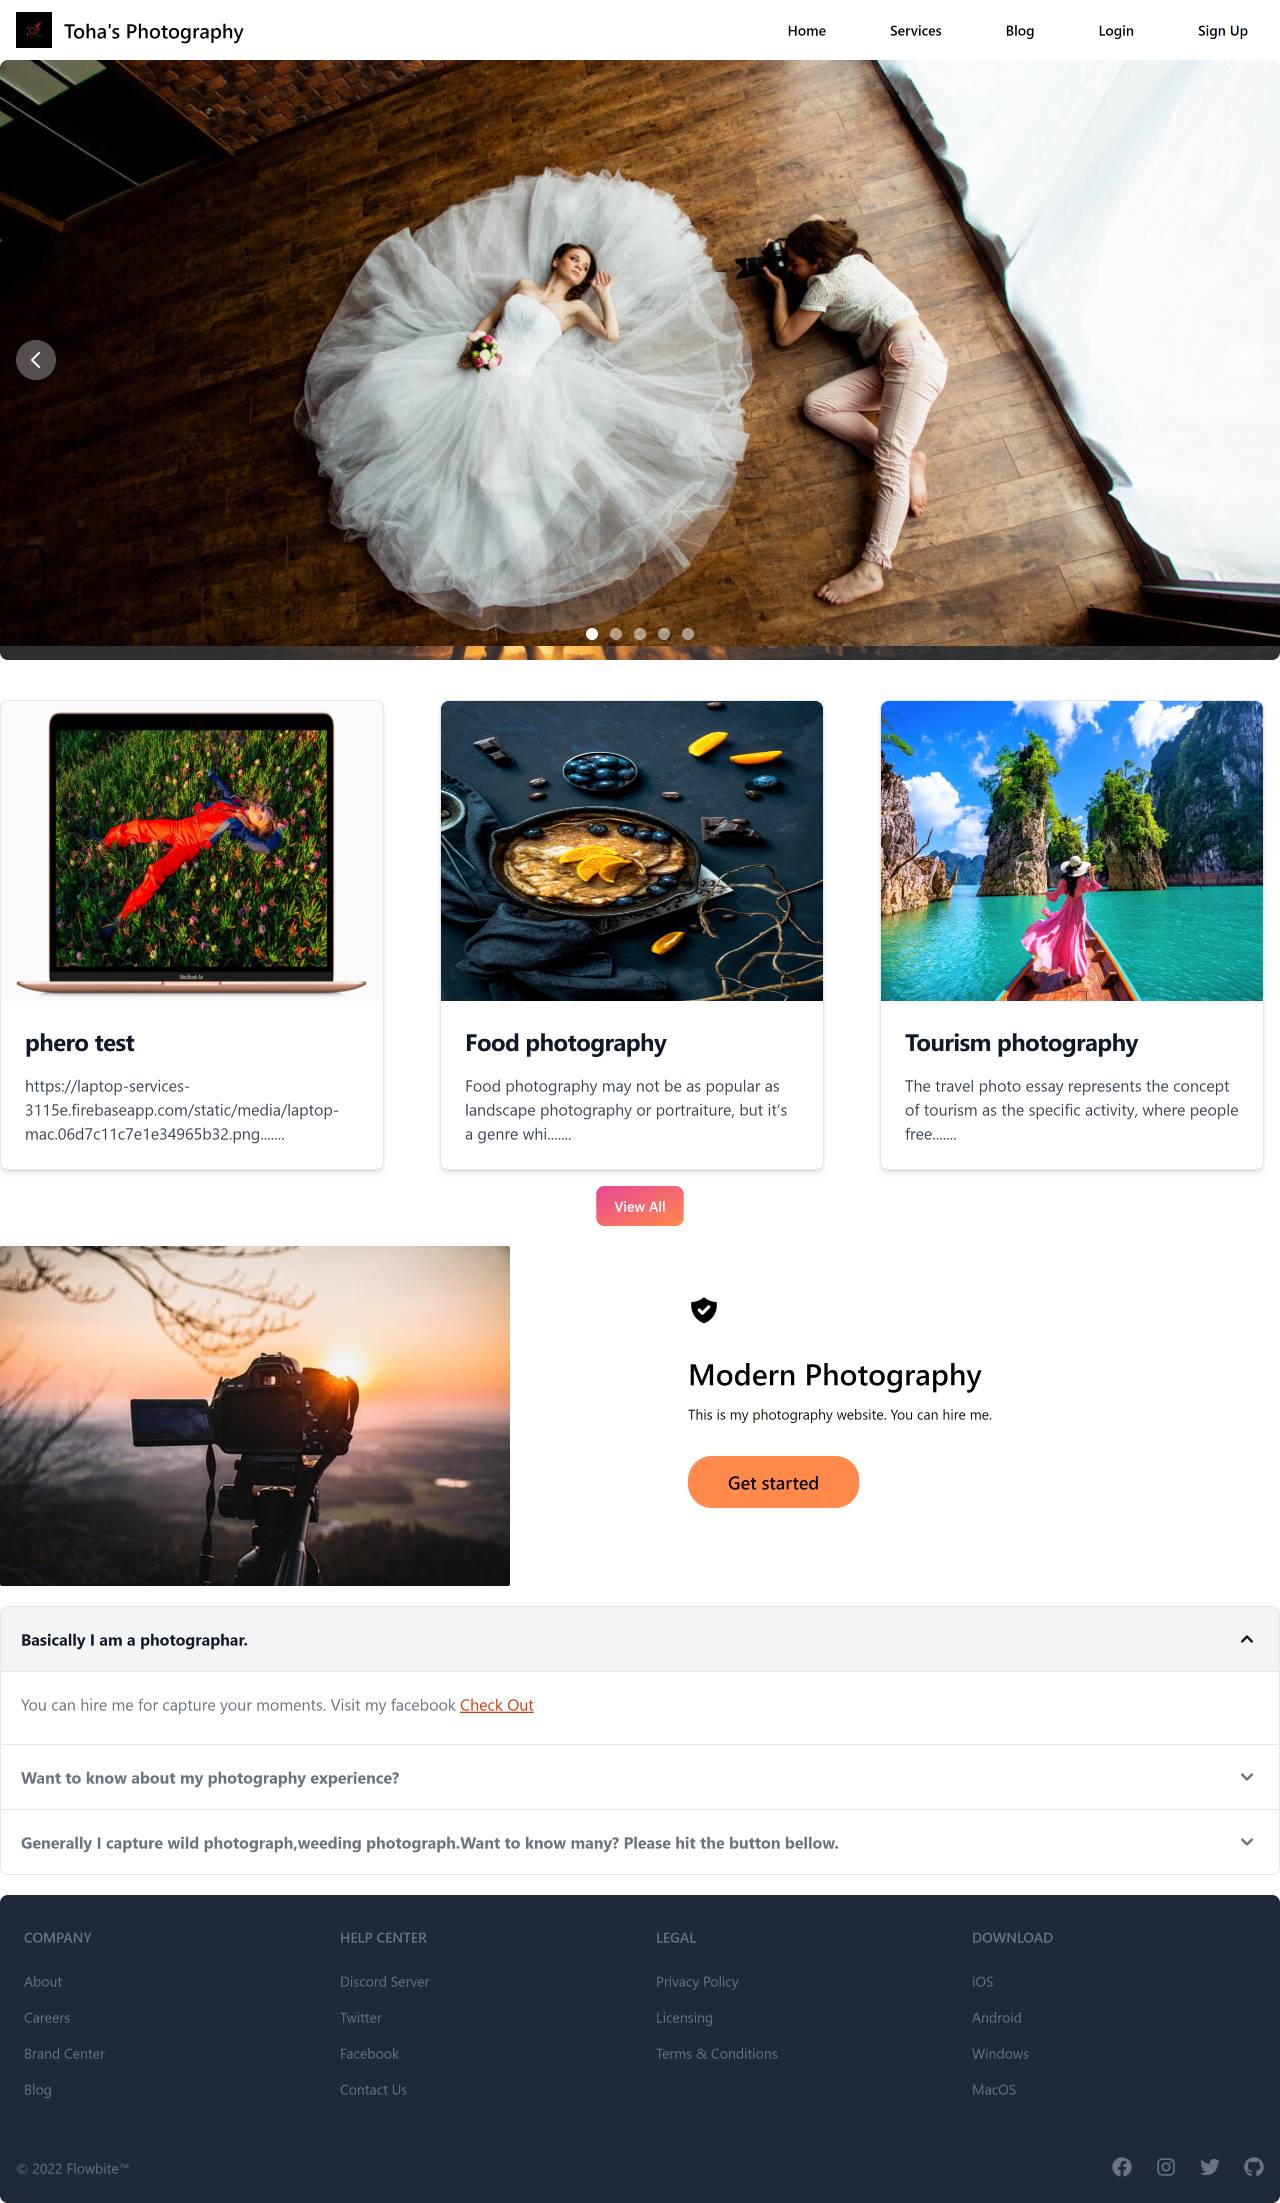 Toha's Photography
Home
Services
Blog
Login
Sign Up
MacBook Air
phero test
https://laptop-services-
3115e.firebaseapp.com/static/media/laptop-
mac.06d7c11c7e1e34965b32.png.......
Food photography
Food photography may not be as popular as
landscape photography or portraiture, but it’s
a genre whi.......
Tourism photography
The travel photo essay represents the concept
of tourism as the specific activity, where people
free.......
View All
Modern Photography
This is my photography website. You can hire me.
Get started
Basically I am a photographar.
You can hire me for capture your moments. Visit my facebook Check Out
Want to know about my photography experience?
Generally I capture wild photograph,weeding photograph.Want to know many? Please hit the button bellow.
COMPANY
About
Careers
Brand Center
Blog
HELP CENTER
Discord Server
Twitter
Facebook
Contact Us
LEGAL
Privacy Policy
Licensing
Terms & Conditions
DOWNLOAD
iOS
Android
Windows
MacOS
© 2022 Flowbite™